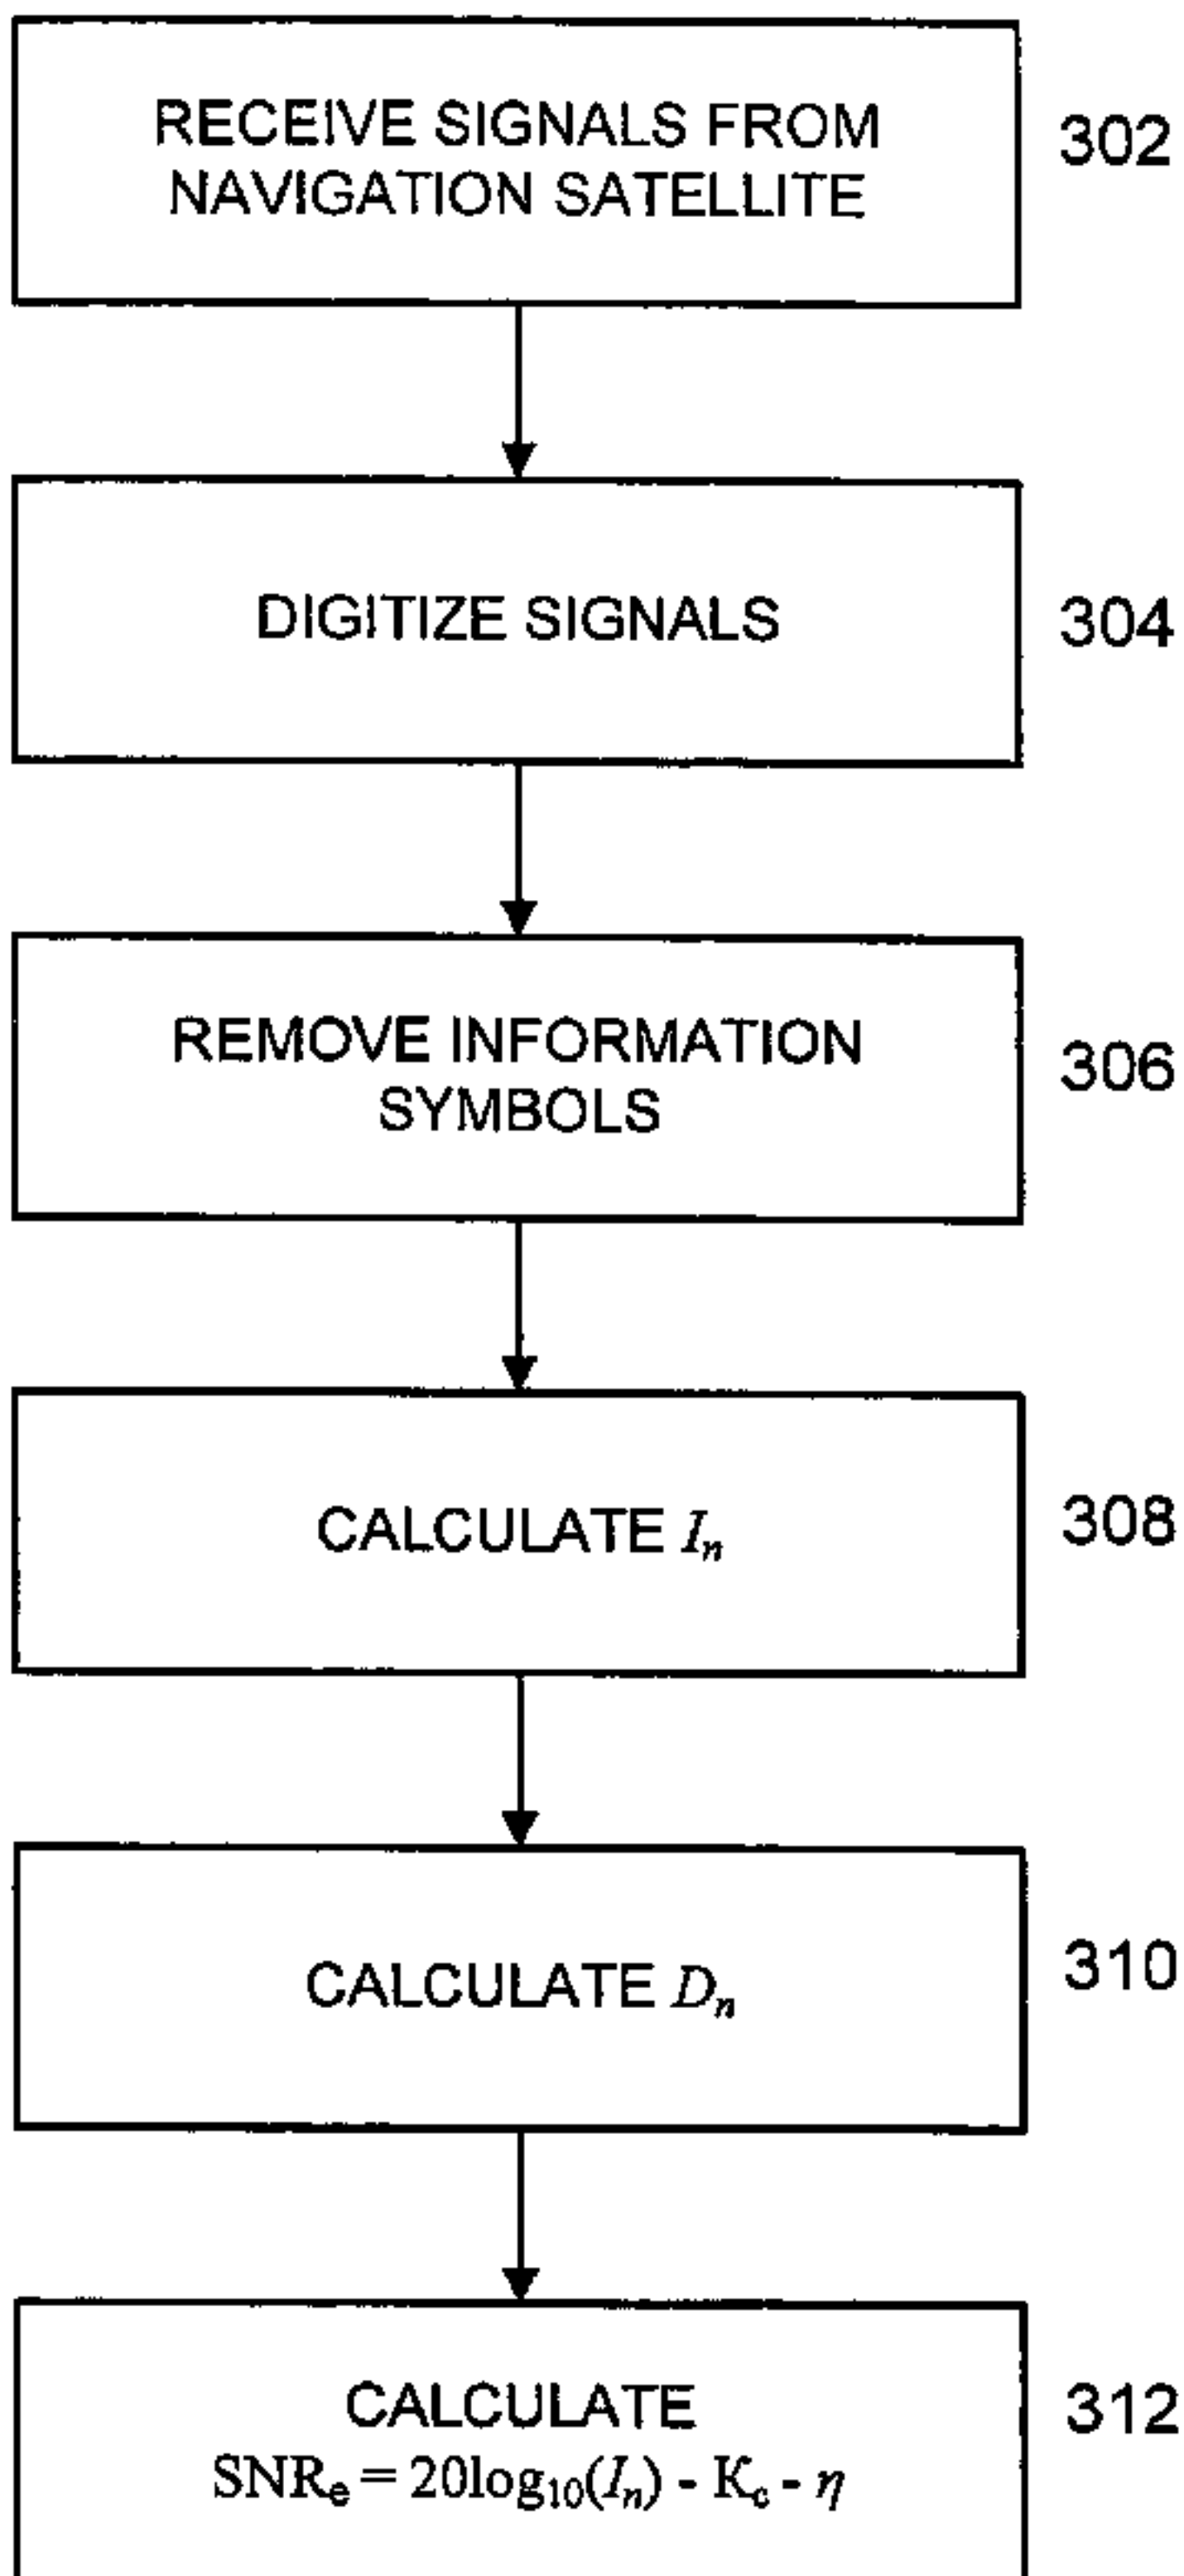 RECEIVE SIGNALS FROM
NAVIGATION SATELLITE
302
DIGITIZE SIGNALS
304
REMOVE INFORMATION
SYMBOLS
306
CALCULATE Iₙ
308
CALCULATE Dₙ
310
CALCULATE
SNRₑ = 20log₁₀(Iₙ) - K꜀ - η
312